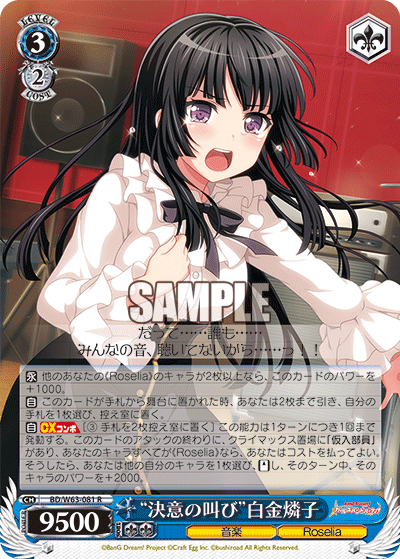 LEVEL
3
2
COST
SAMPLE
だって……誰も……
みんなの音、聴いてないから……っ！！
永 他のあなたの《Roselia》のキャラが2枚以上なら、このカードのパワーを
+1000。
自 このカードが手札から舞台に置かれた時、あなたは2枚まで引き、自分の
手札を1枚選び、控え室に置く。
自 CXコンボ [③ 手札を2枚控え室に置く] この能力は1ターンにつき1回まで
発動する。このカードのアタックの終わりに、クライマックス置場に「仮入部員」
があり、あなたのキャラすべてが《Roselia》なら、あなたはコストを払ってよい。
そうしたら、あなたは他の自分のキャラを1枚選び、し、そのターン中、その
キャラのパワーを+2000。
CH
BD/W63-081 R
9500
“決意の叫び”白金燐子
音楽
Roselia
©BanG Dream! Project ©Craft Egg Inc. ©bushiroad All Rights Reserved.